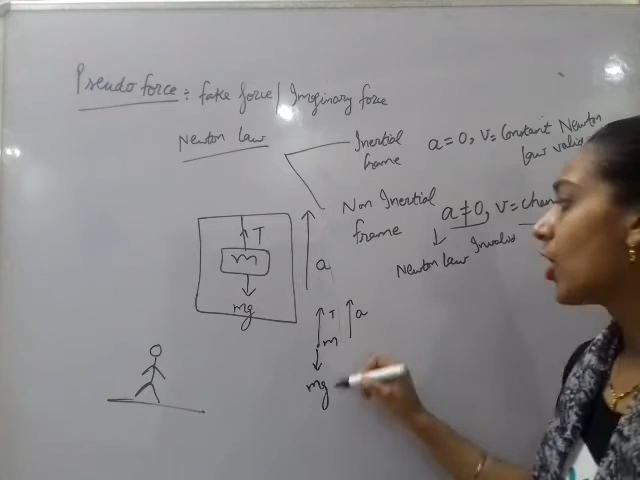 Pseudo force : fake force / Imginary force
Newton law
Inertial frame
a = 0, v = Constant Newton law valid
Non Inertial frame
a ≠ 0, v = chan
Newton law Invalid
T
m
mg
a
T
a
m
mg